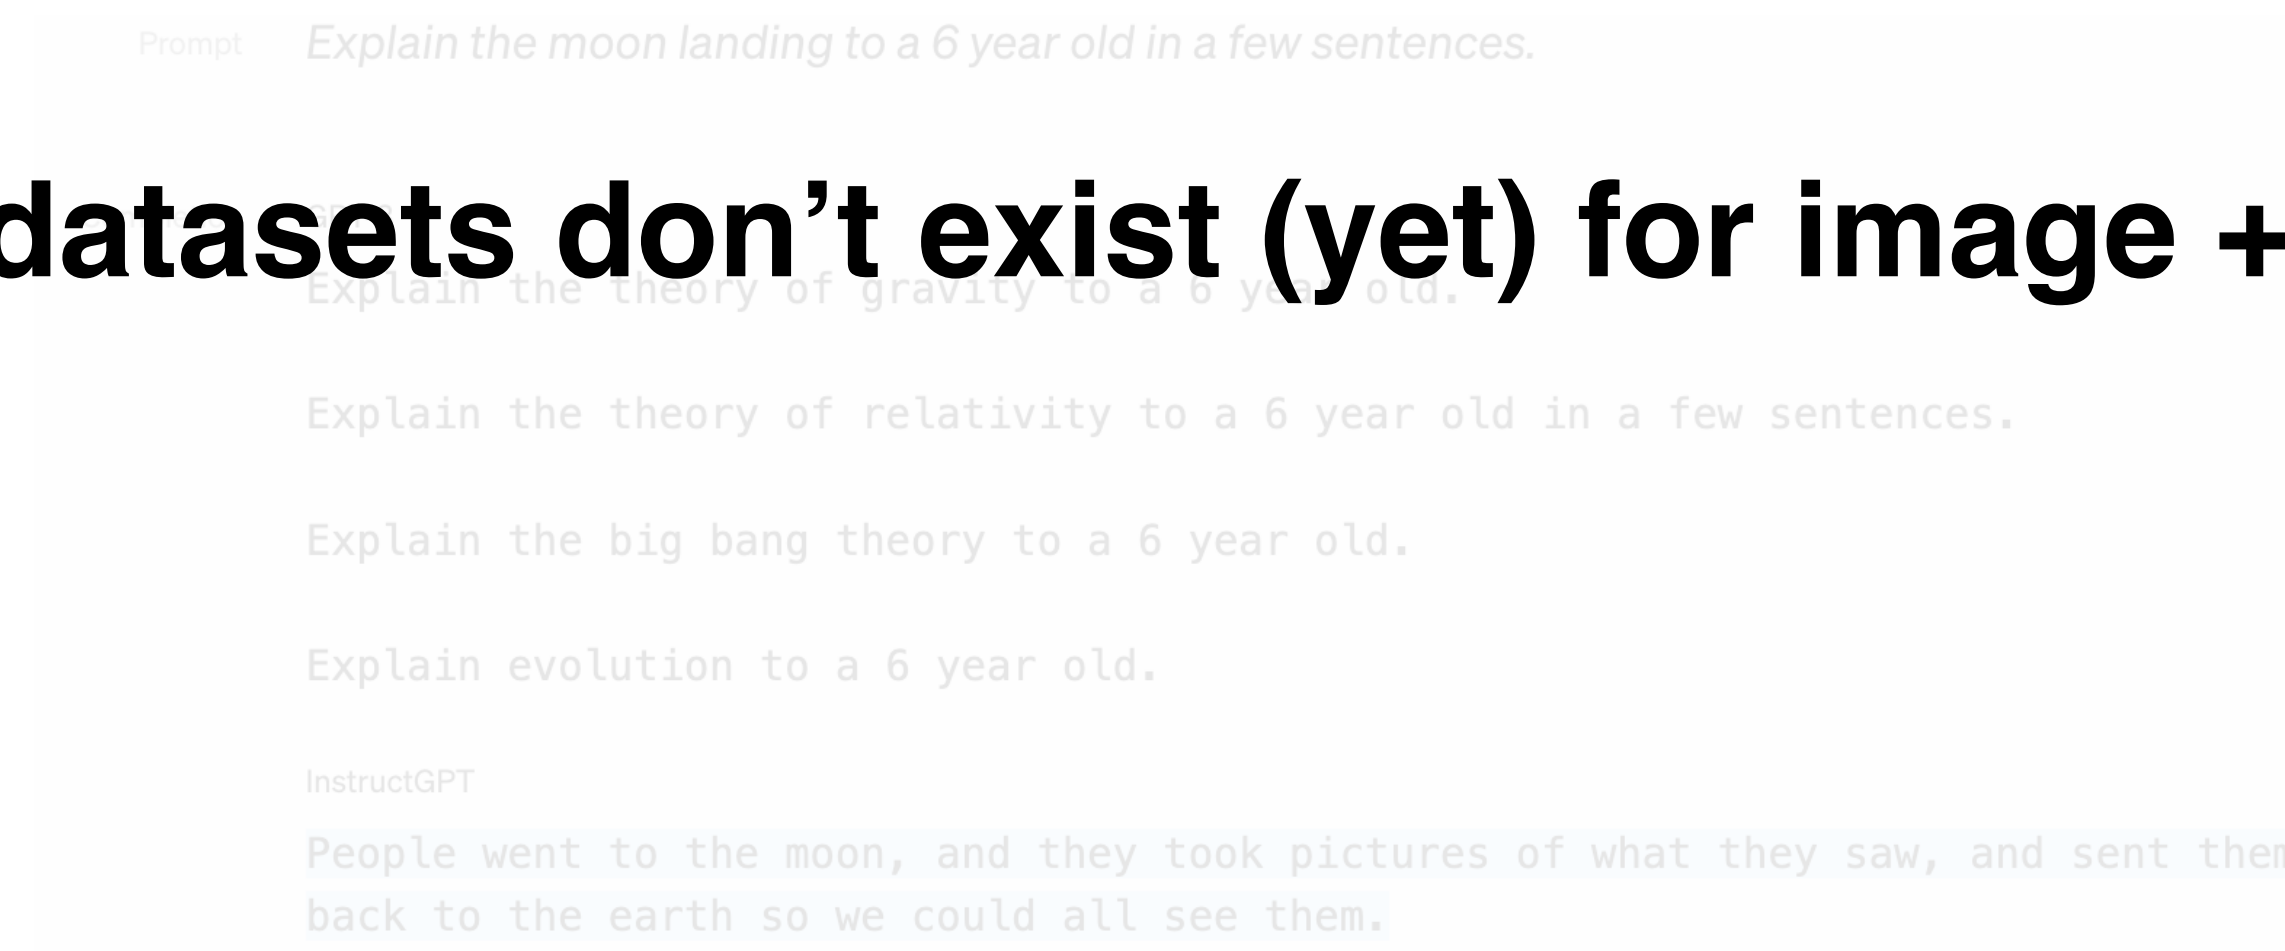 Prompt Explain the moon landing to a 6 year old in a few sentences.
datasets don’t exist (yet) for image +
Explain the theory of gravity to a 6 year old.
Explain the theory of relativity to a 6 year old in a few sentences.
Explain the big bang theory to a 6 year old.
Explain evolution to a 6 year old.
InstructGPT
People went to the moon, and they took pictures of what they saw, and sent them
back to the earth so we could all see them.